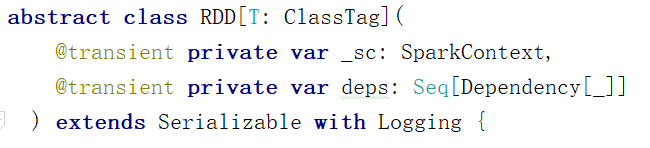 abstract class RDD[T: ClassTag](
    @transient private var _sc: SparkContext,
    @transient private var deps: Seq[Dependency[_]]
  ) extends Serializable with Logging {